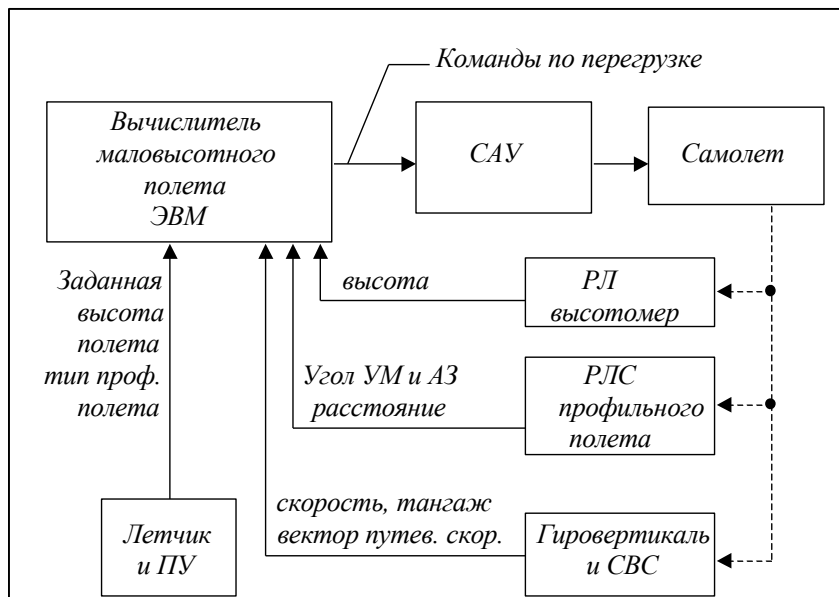 Команды по перегрузке
Вычислитель
маловысотного
полета
ЭВМ
САУ
Самолет
Заданная
высота
полета
тип проф.
полета
высота
РЛ
высотомер
Угол УМ и АЗ
расстояние
РЛС
профильного
полета
скорость, тангаж
вектор путев. скор.
Летчик
и ПУ
Гировертикаль
и СВС